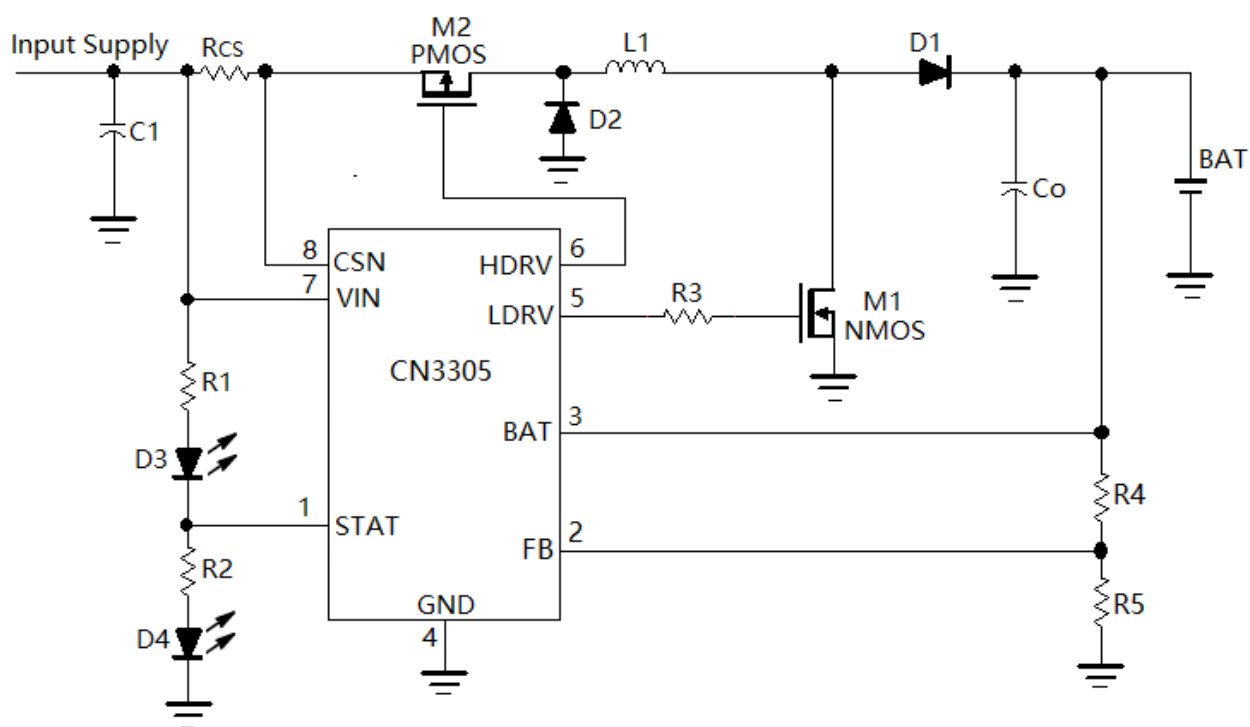 M2
Input Supply
RCS
PMOS
L1
D1
C1
D2
BAT
Co
8
CSN
HDRV
6
7
VIN
LDRV
5
R3
M1
NMOS
CN3305
R1
BAT
3
D3
R4
1
STAT
2
FB
R2
R5
GND
D4
4